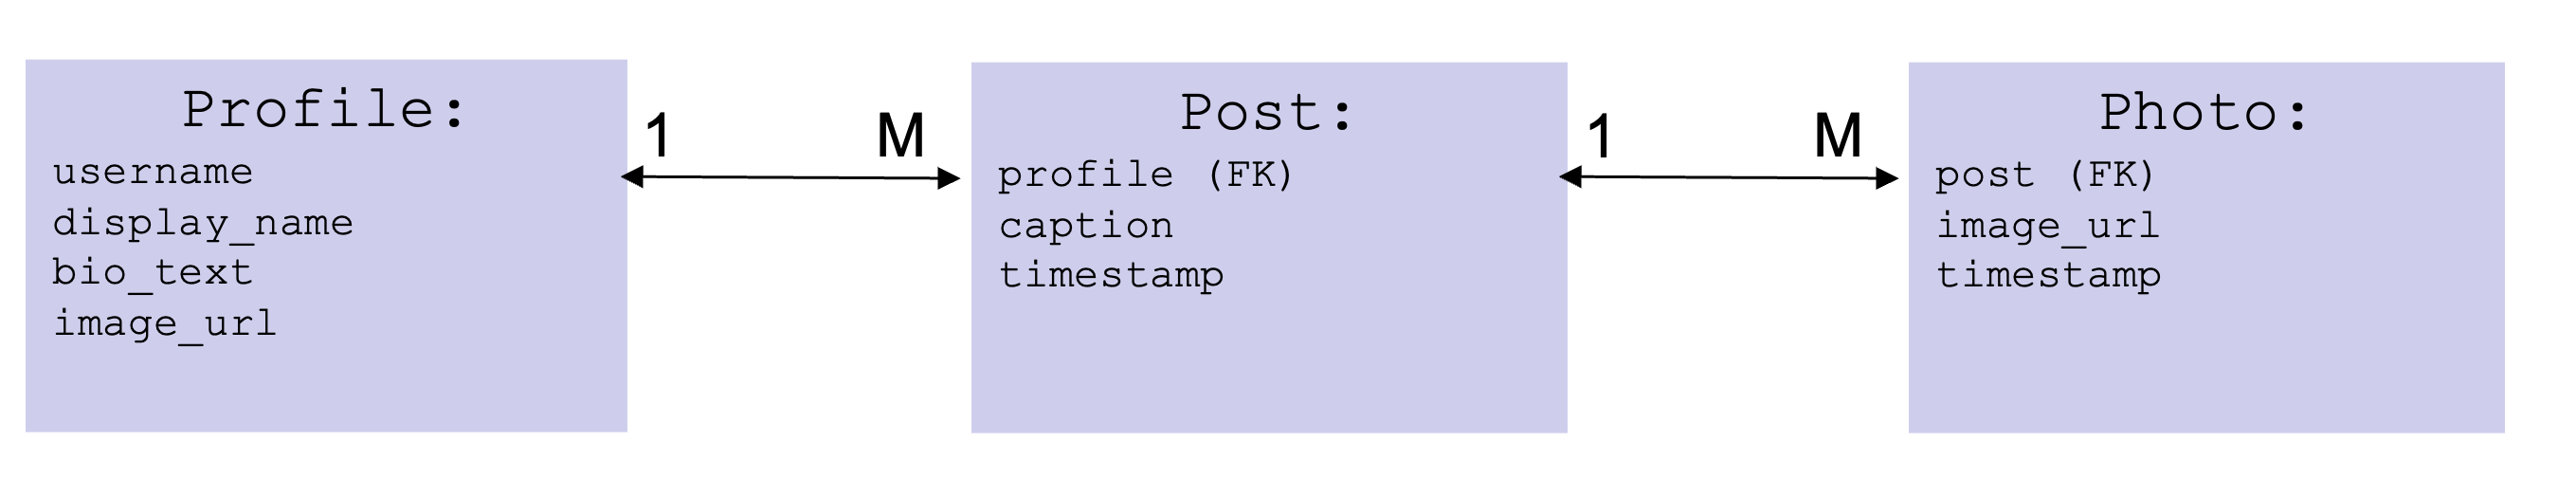 Profile:
username
display_name
bio_text
image_url
1
M
Post:
profile (FK)
caption
timestamp
1
M
Photo:
post (FK)
image_url
timestamp